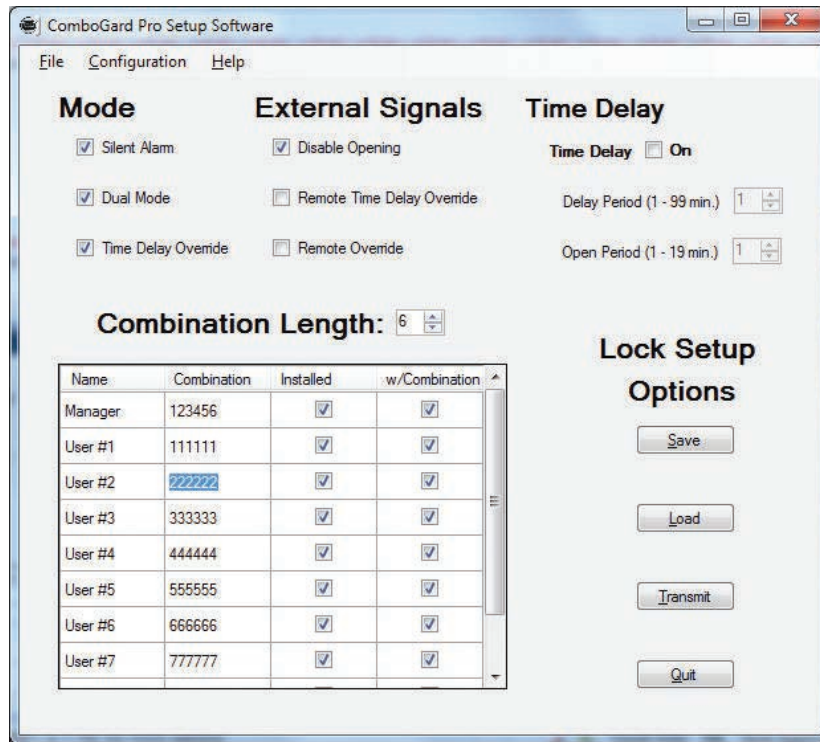 ComboGard Pro Setup Software
File Configuration Help
Mode External Signals Time Delay
Silent Alarm Disable Opening Time Delay On
Dual Mode Remote Time Delay Override Delay Period (1 - 99 min.) 1
Time Delay Override Remote Override Open Period (1 - 19 min.) 1
Combination Length: 6
Lock Setup
Options
Name Combination Installed w/Combination
Manager 123456
User #1 111111
User #2 222222
User #3 333333
User #4 444444
User #5 555555
User #6 666666
User #7 777777
Save
Load
Transmit
Quit